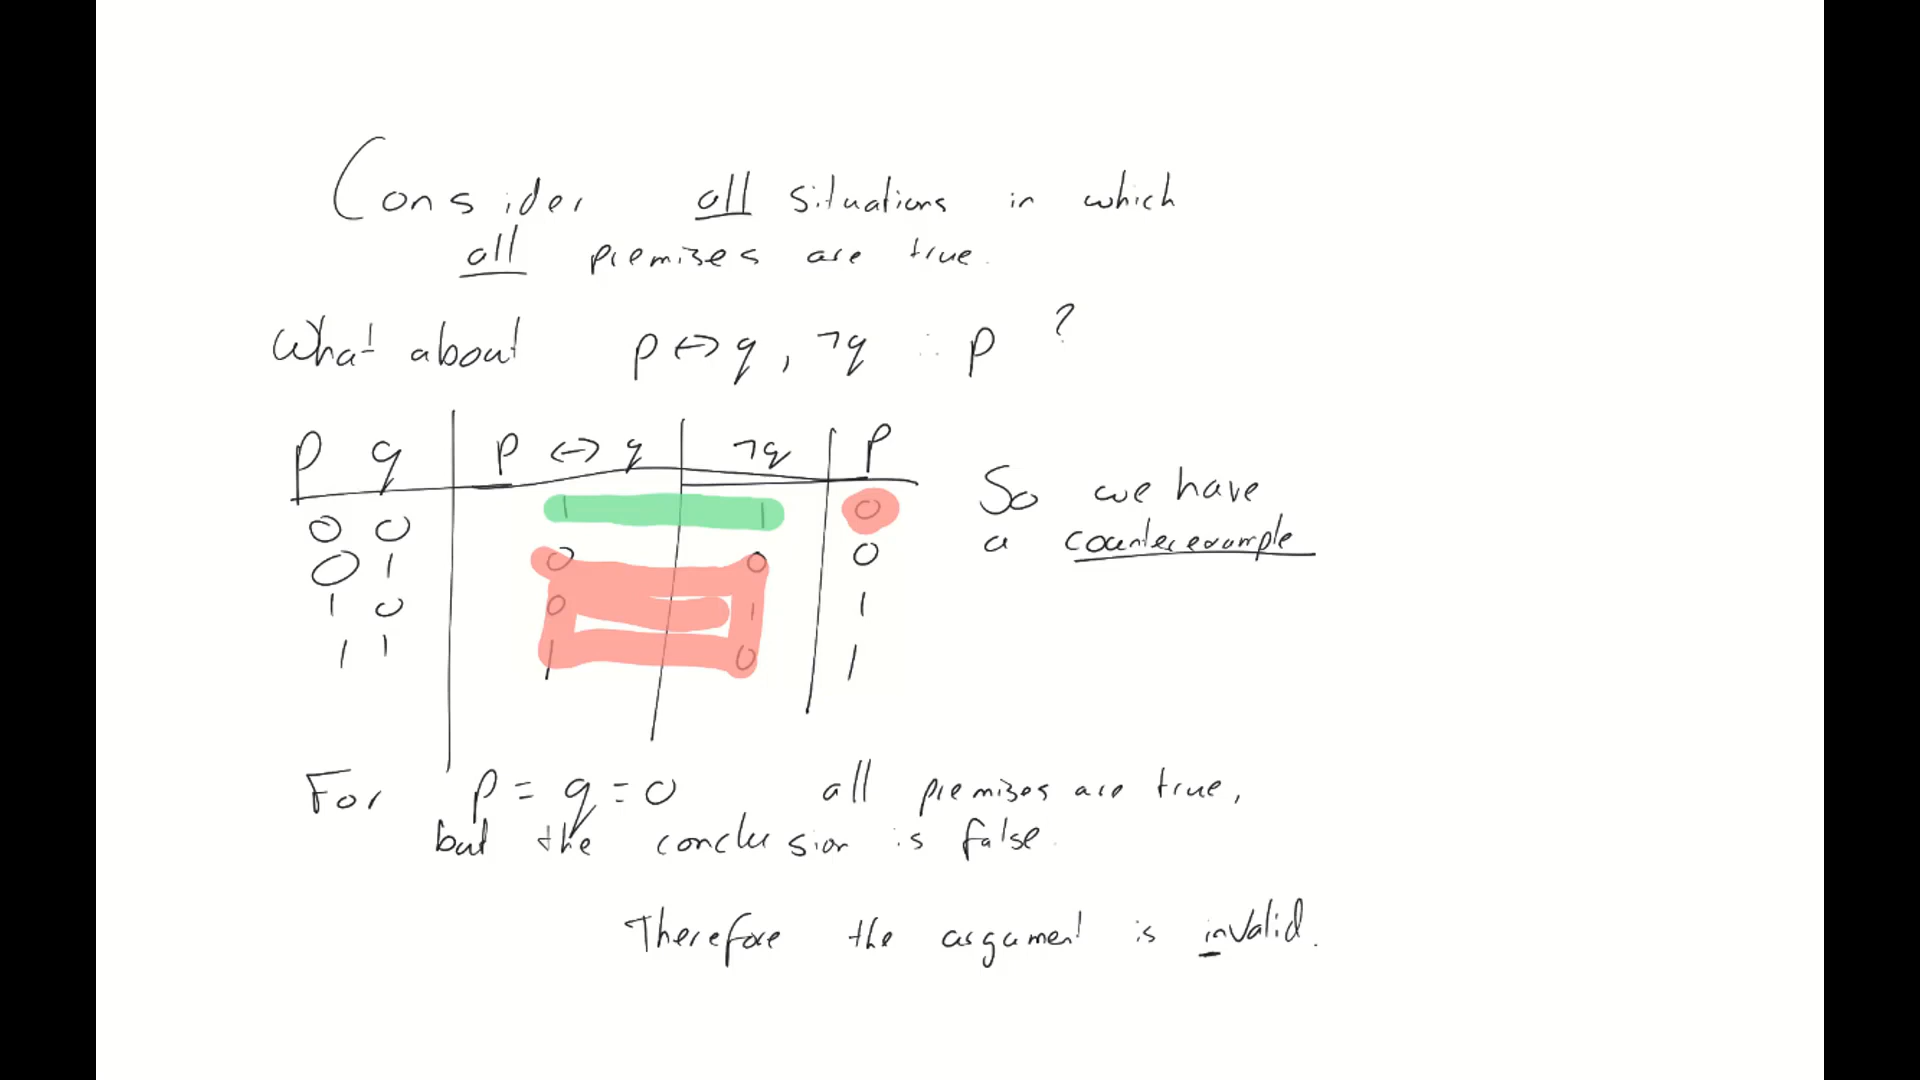 Consider all situations in which
all premises are true.
What about p ↔ q, ¬q ∴ p ?
p q p ↔ q ¬q p
0 0 1 1 0
0 1 0 0 0
1 0 0 1 1
1 1 1 0 1
So we have
a counterexample
For p = q = 0 all premises are true,
but the conclusion is false.
Therefore the argument is invalid.